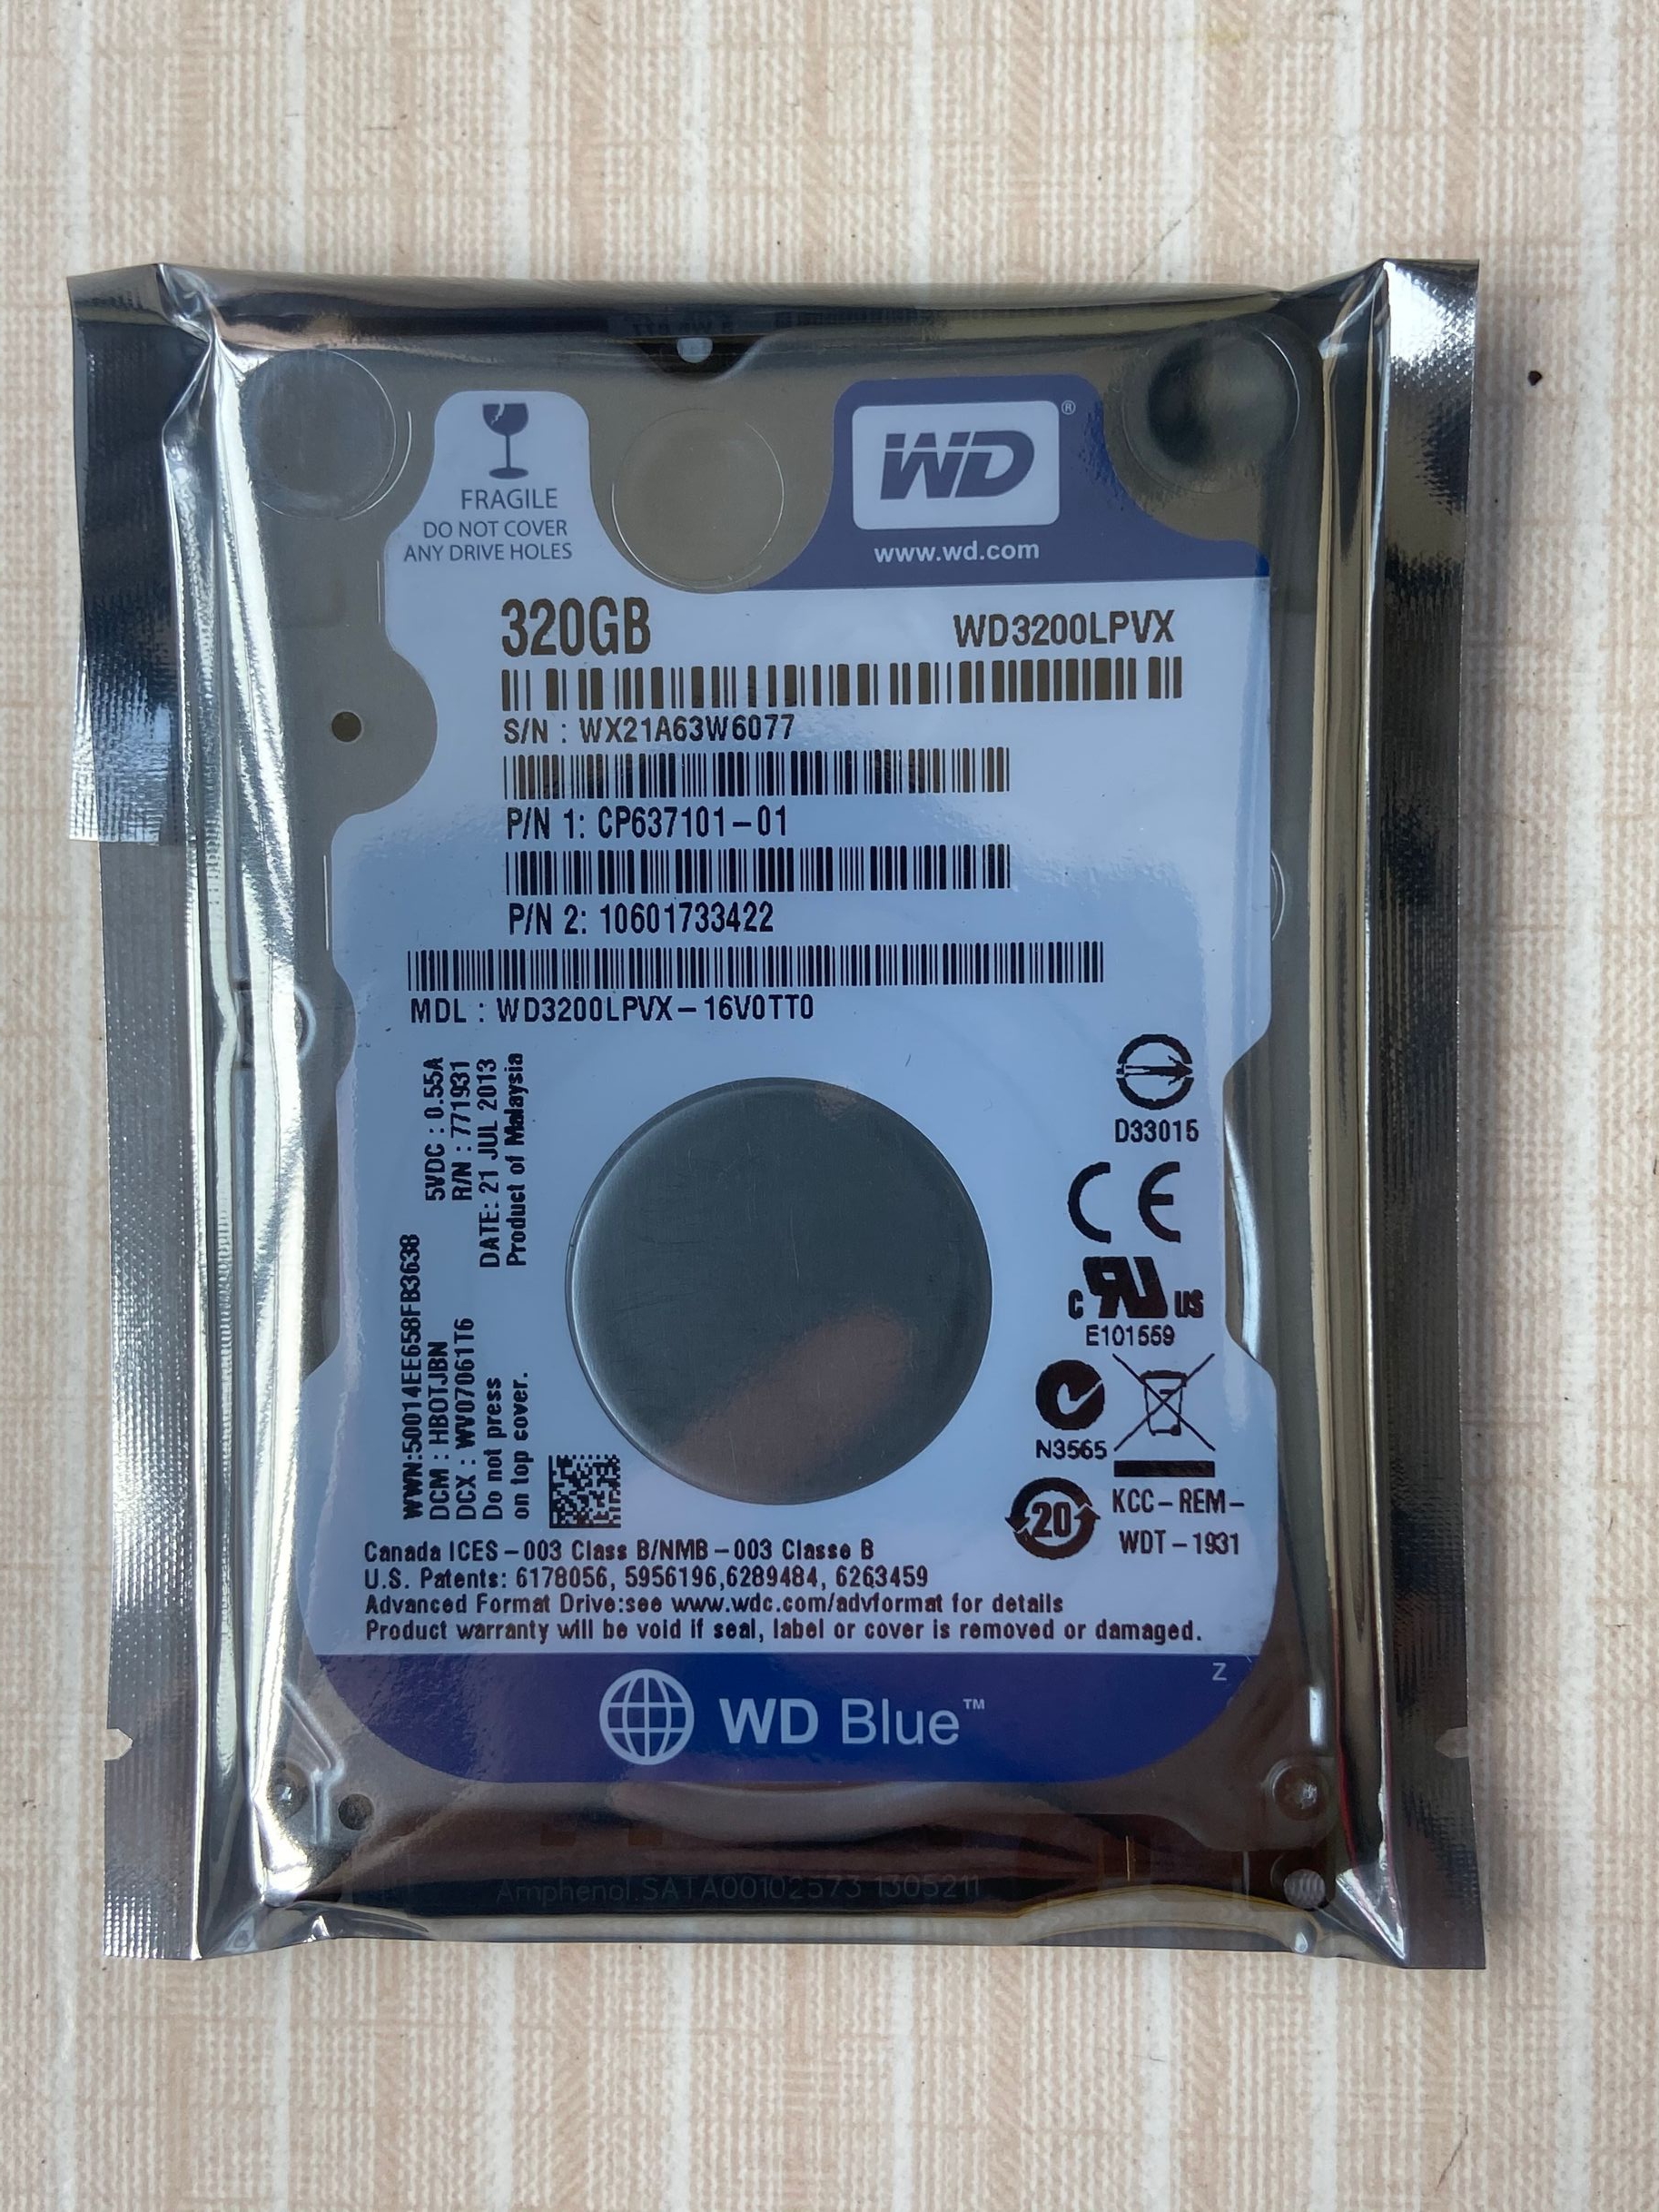 FRAGILE
DO NOT COVER
ANY DRIVE HOLES
WD®
www.wd.com
320GB
WD3200LPVX
S/N : WX21A63W6077
P/N 1: CP637101-01
P/N 2: 10601733422
MDL : WD3200LPVX-16V0TT0
5VDC : 0.55A
R/N : 771931
DATE: 21 JUL 2013
Product of Malaysia
WWN:50014EE658FB3638
DCM : HBOTJBN
DCX : WV07061T6
Do not press
on top cover.
D33015
CE
c RU US
E101559
N3565
20
KCC-REM-
WDT-1931
Canada ICES-003 Class B/NMB-003 Classe B
U.S. Patents: 6178056, 5956196,6289484, 6263459
Advanced Format Drive:see www.wdc.com/advformat for details
Product warranty will be void if seal, label or cover is removed or damaged.
Z
WD Blue™
Amphenol.SATA00102573 1305211